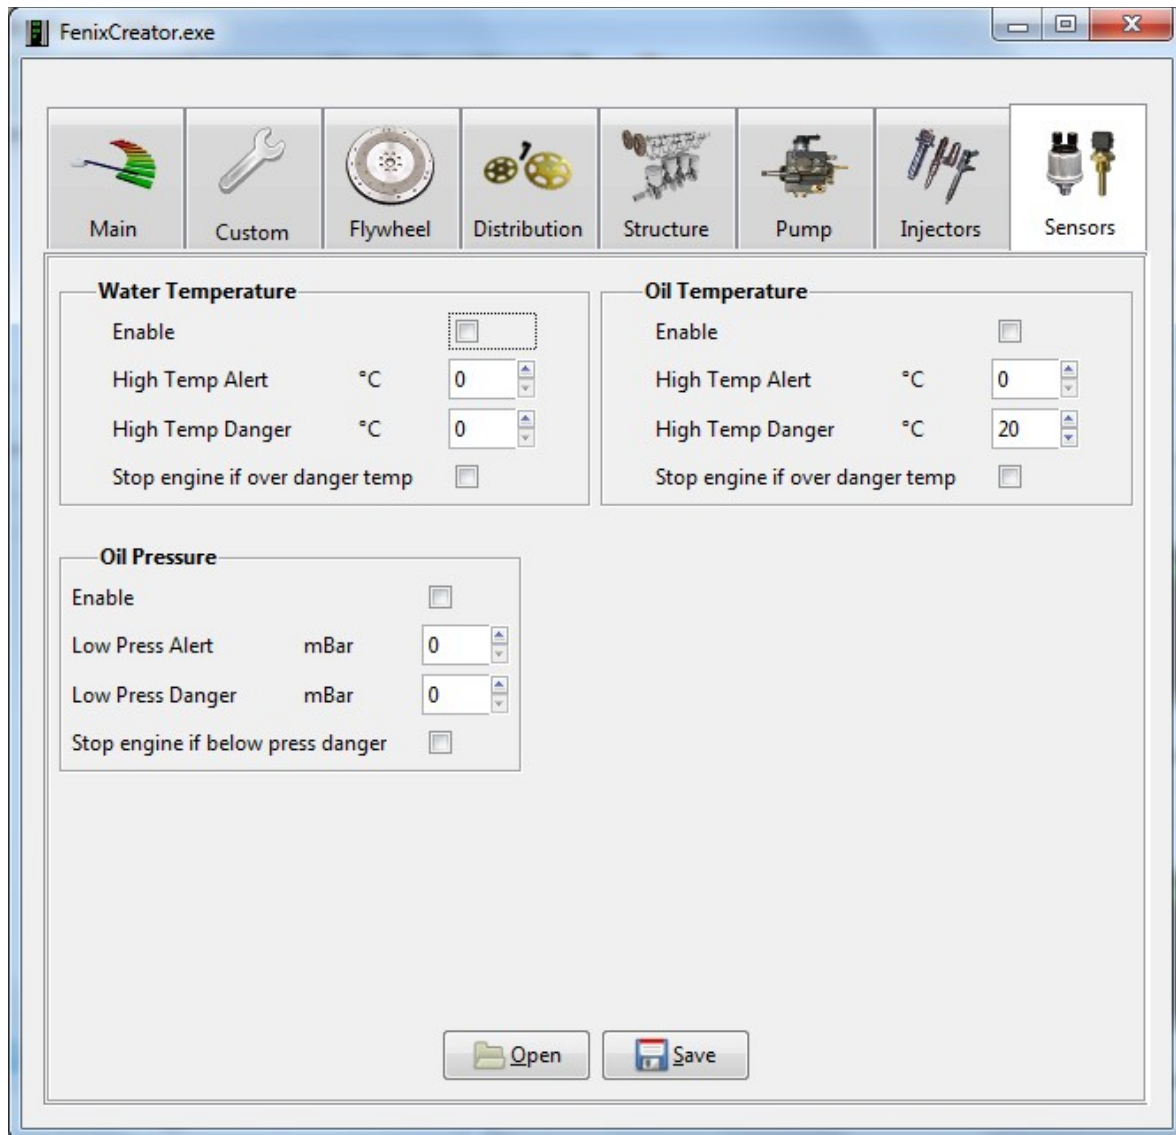 FenixCreator.exe
Main Custom Flywheel Distribution Structure Pump Injectors Sensors
Water Temperature
Enable
High Temp Alert °C 0
High Temp Danger °C 0
Stop engine if over danger temp
Oil Temperature
Enable
High Temp Alert °C 0
High Temp Danger °C 20
Stop engine if over danger temp
Oil Pressure
Enable
Low Press Alert mBar 0
Low Press Danger mBar 0
Stop engine if below press danger
Open Save